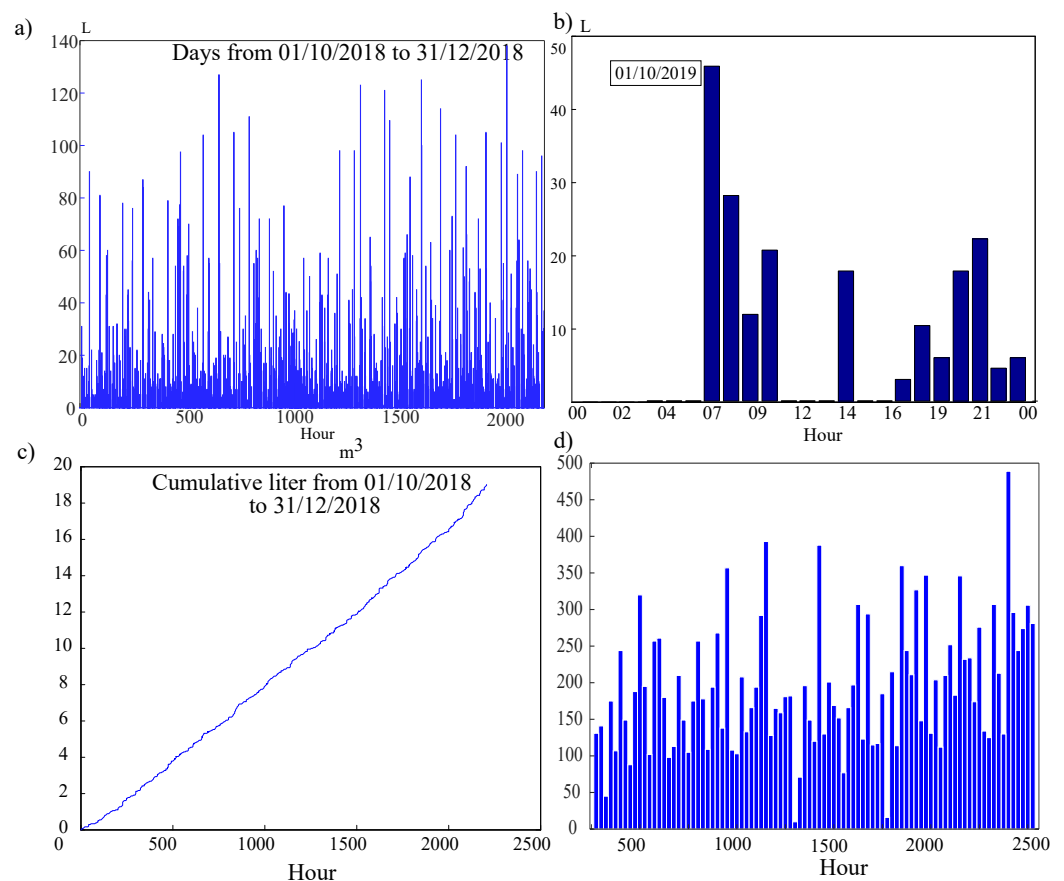 a)
L
Days from 01/10/2018 to 31/12/2018
140
120
100
80
60
40
20
0
0 500 1000 1500 2000
Hour
b)
L
01/10/2019
50
40
30
20
10
00 02 04 07 09 12 14 16 19 21 00
Hour
c)
m³
Cumulative liter from 01/10/2018
to 31/12/2018
20
18
16
14
12
10
8
6
4
2
0
0 500 1000 1500 2000 2500
Hour
d)
500
450
400
350
300
250
200
150
100
50
0
500 1000 1500 2000 2500
Hour